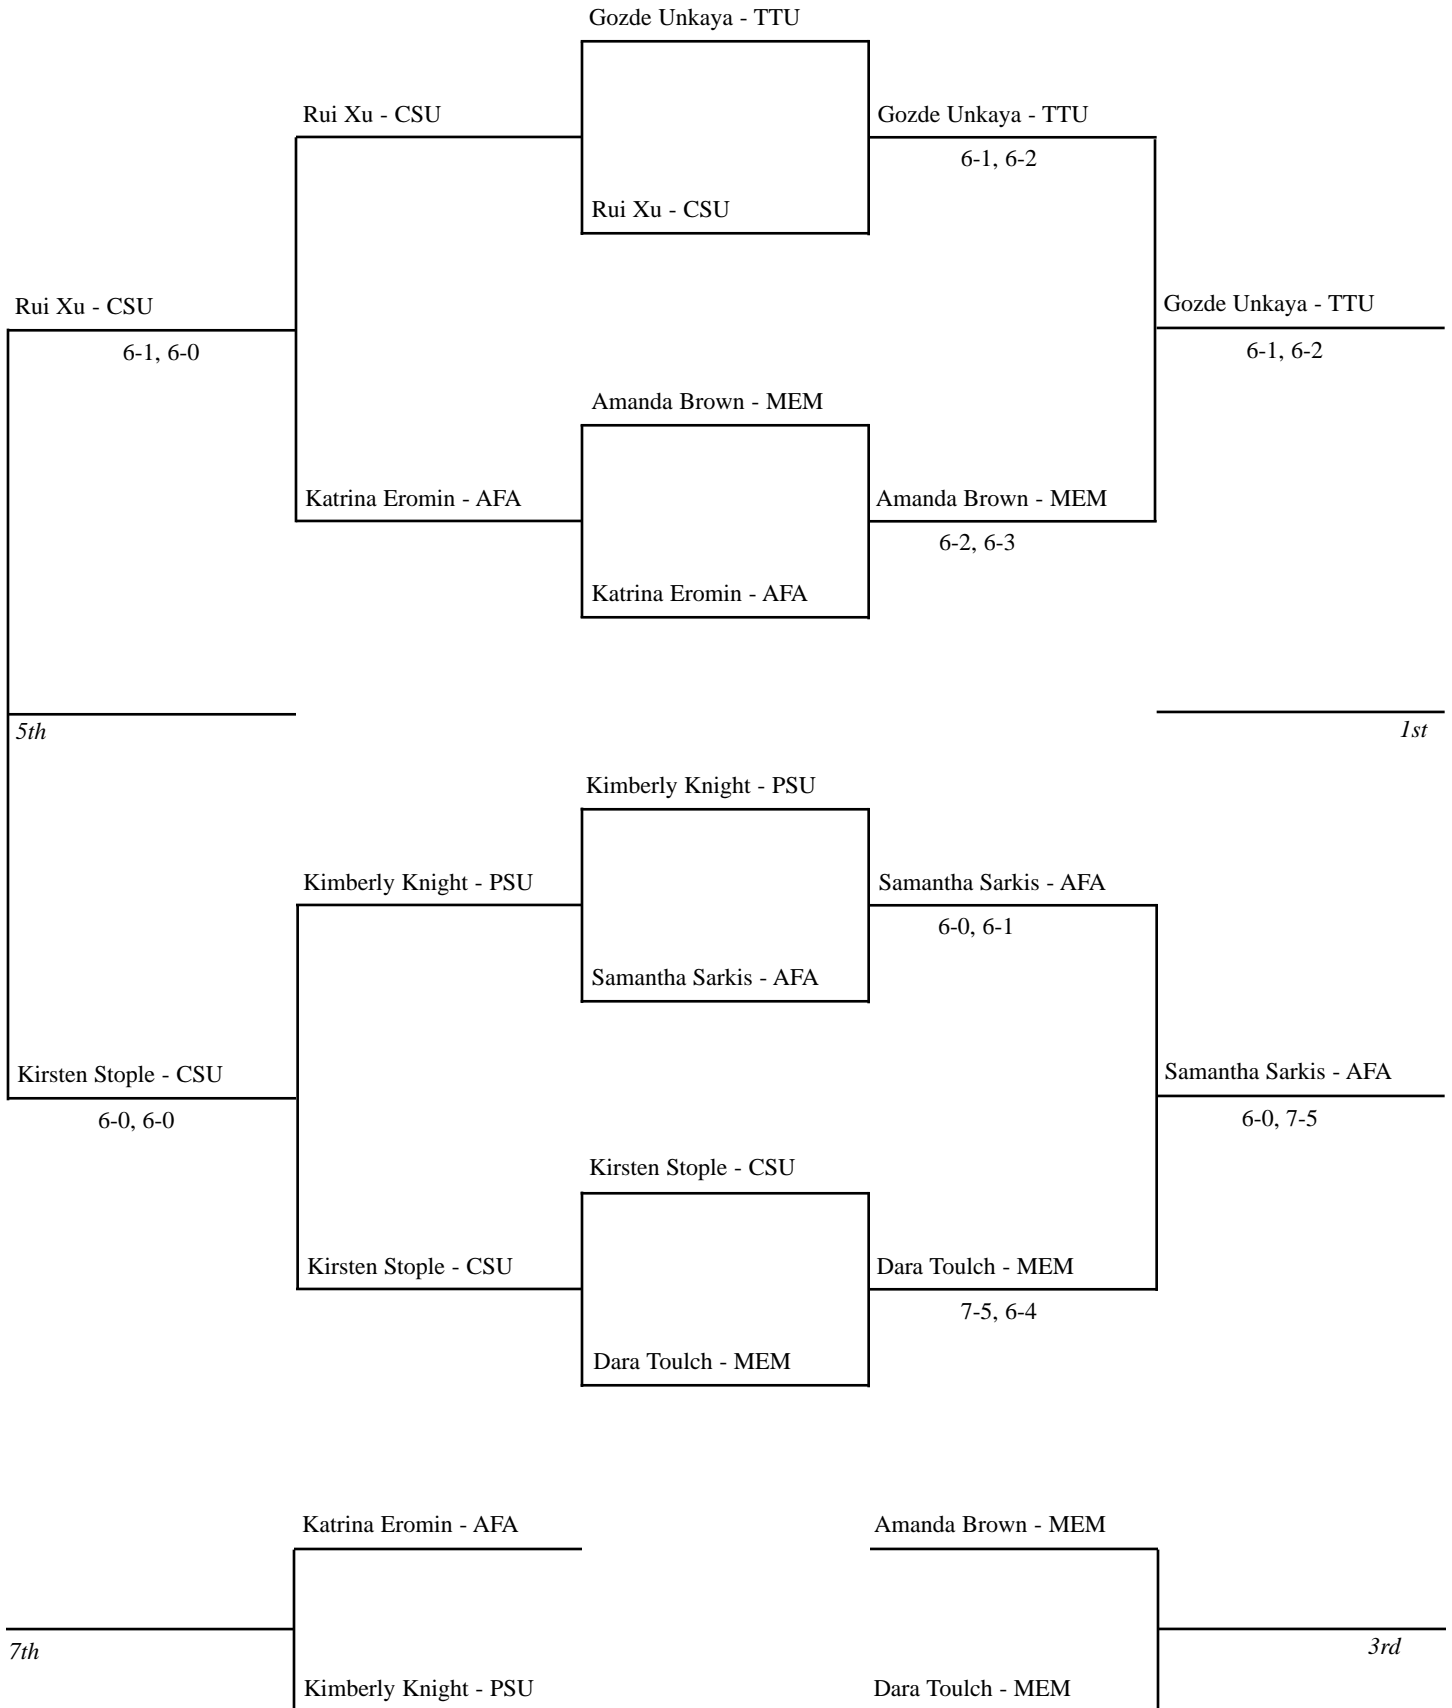 Gozde Unkaya - TTU
Rui Xu - CSU
Gozde Unkaya - TTU
6-1, 6-2
Rui Xu - CSU
Rui Xu - CSU
6-1, 6-0
Gozde Unkaya - TTU
6-1, 6-2
Amanda Brown - MEM
Katrina Eromin - AFA
Amanda Brown - MEM
6-2, 6-3
Katrina Eromin - AFA
5th
1st
Kimberly Knight - PSU
Kimberly Knight - PSU
Samantha Sarkis - AFA
6-0, 6-1
Samantha Sarkis - AFA
Kirsten Stople - CSU
6-0, 6-0
Samantha Sarkis - AFA
6-0, 7-5
Kirsten Stople - CSU
Kirsten Stople - CSU
Dara Toulch - MEM
7-5, 6-4
Dara Toulch - MEM
Katrina Eromin - AFA
Amanda Brown - MEM
7th
3rd
Kimberly Knight - PSU
Dara Toulch - MEM